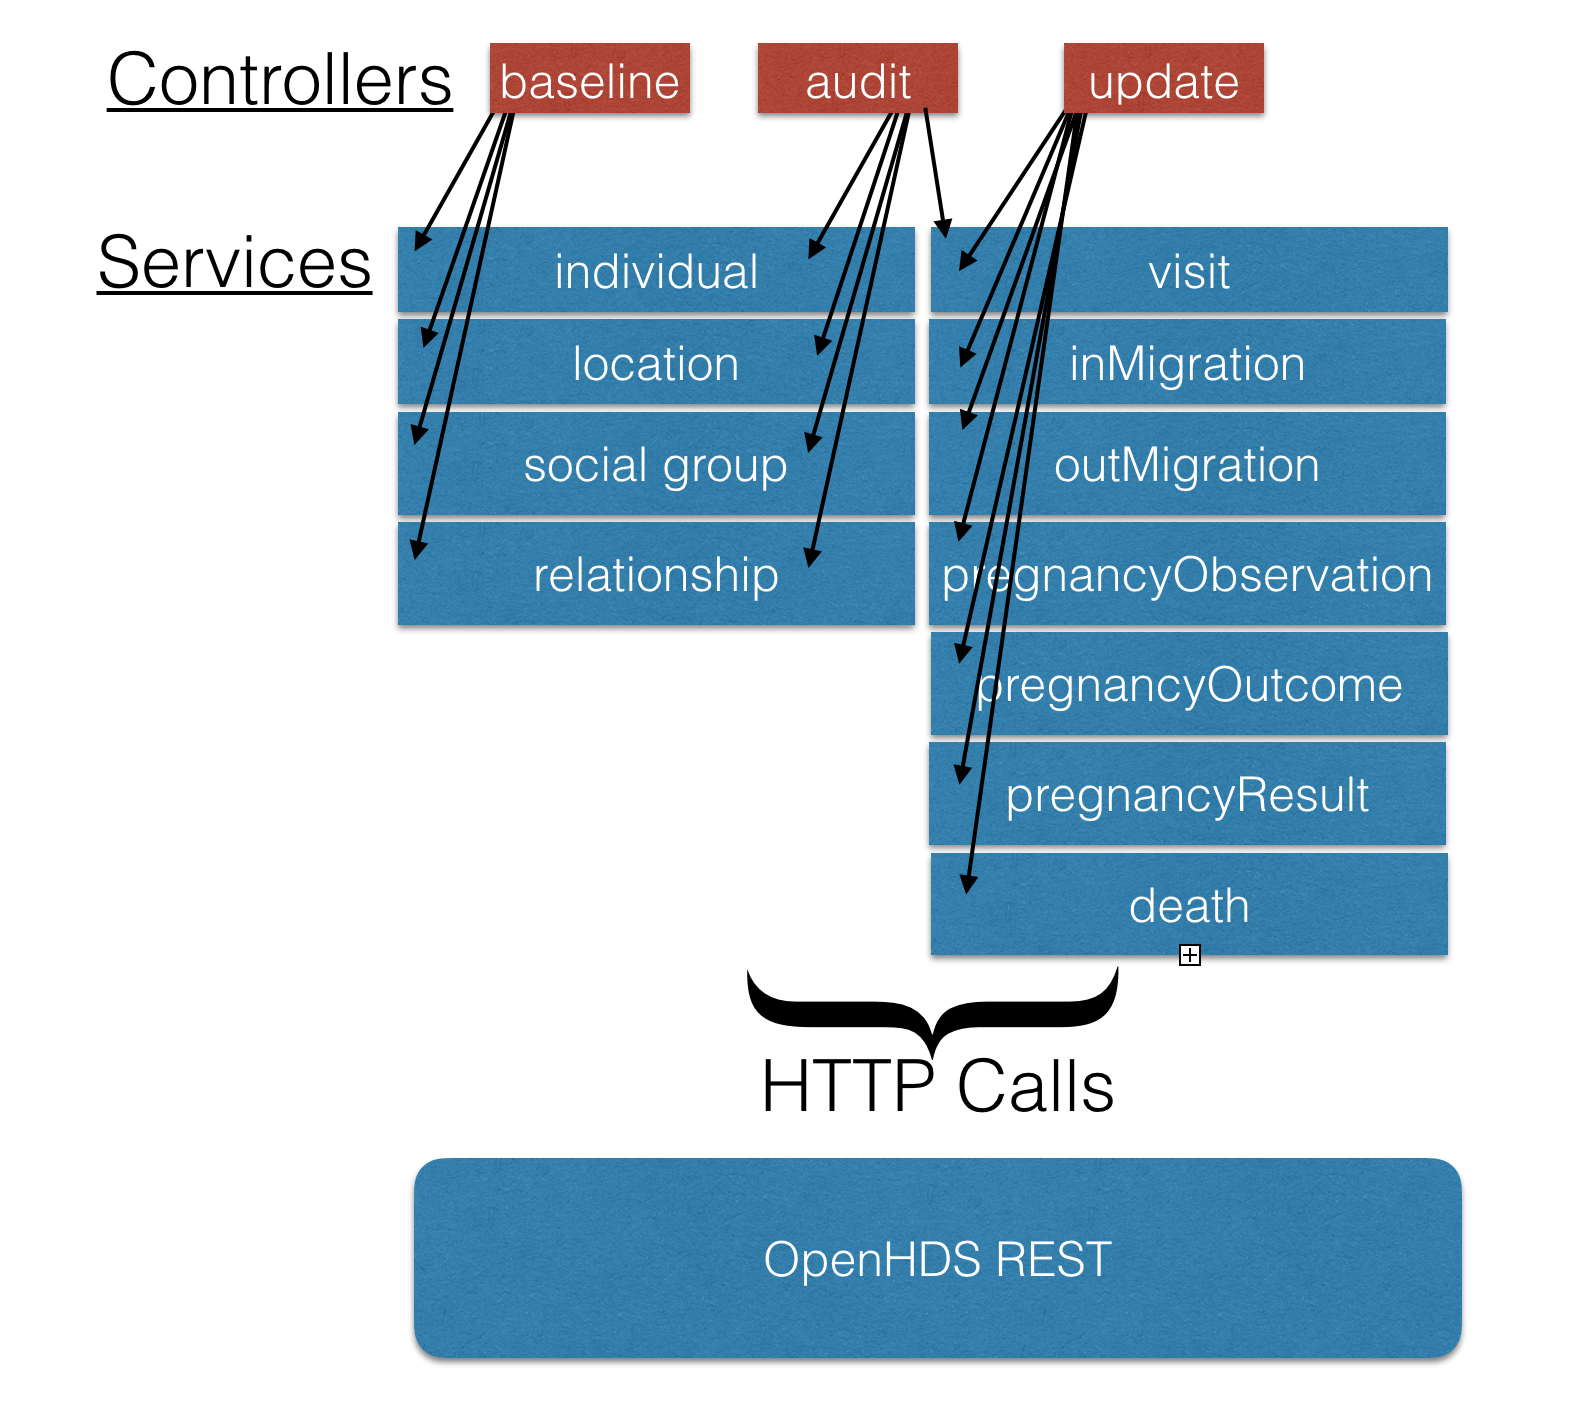 Controllers
baseline
audit
update
Services
individual
visit
location
inMigration
social group
outMigration
relationship
pregnancyObservation
pregnancyOutcome
pregnancyResult
death
HTTP Calls
OpenHDS REST